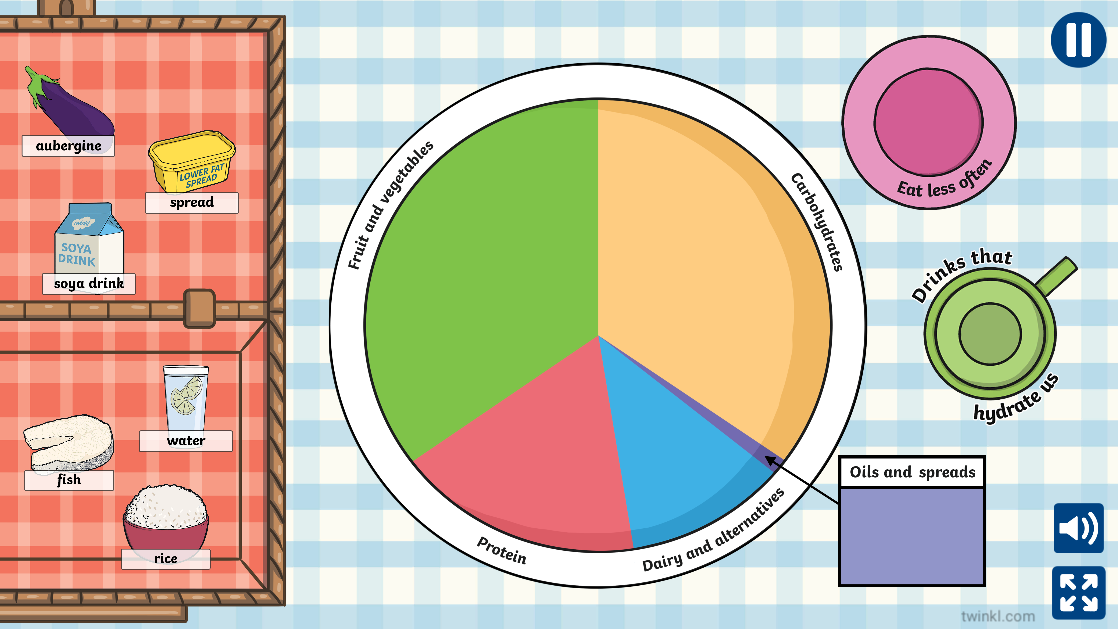 aubergine
LOWER FAT
SPREAD
spread
SOYA
DRINK
soya drink
water
fish
rice
Fruit and vegetables
Carbohydrates
Protein
Dairy and alternatives
Eat less often
Drinks that
hydrate us
Oils and spreads
twinkl.com